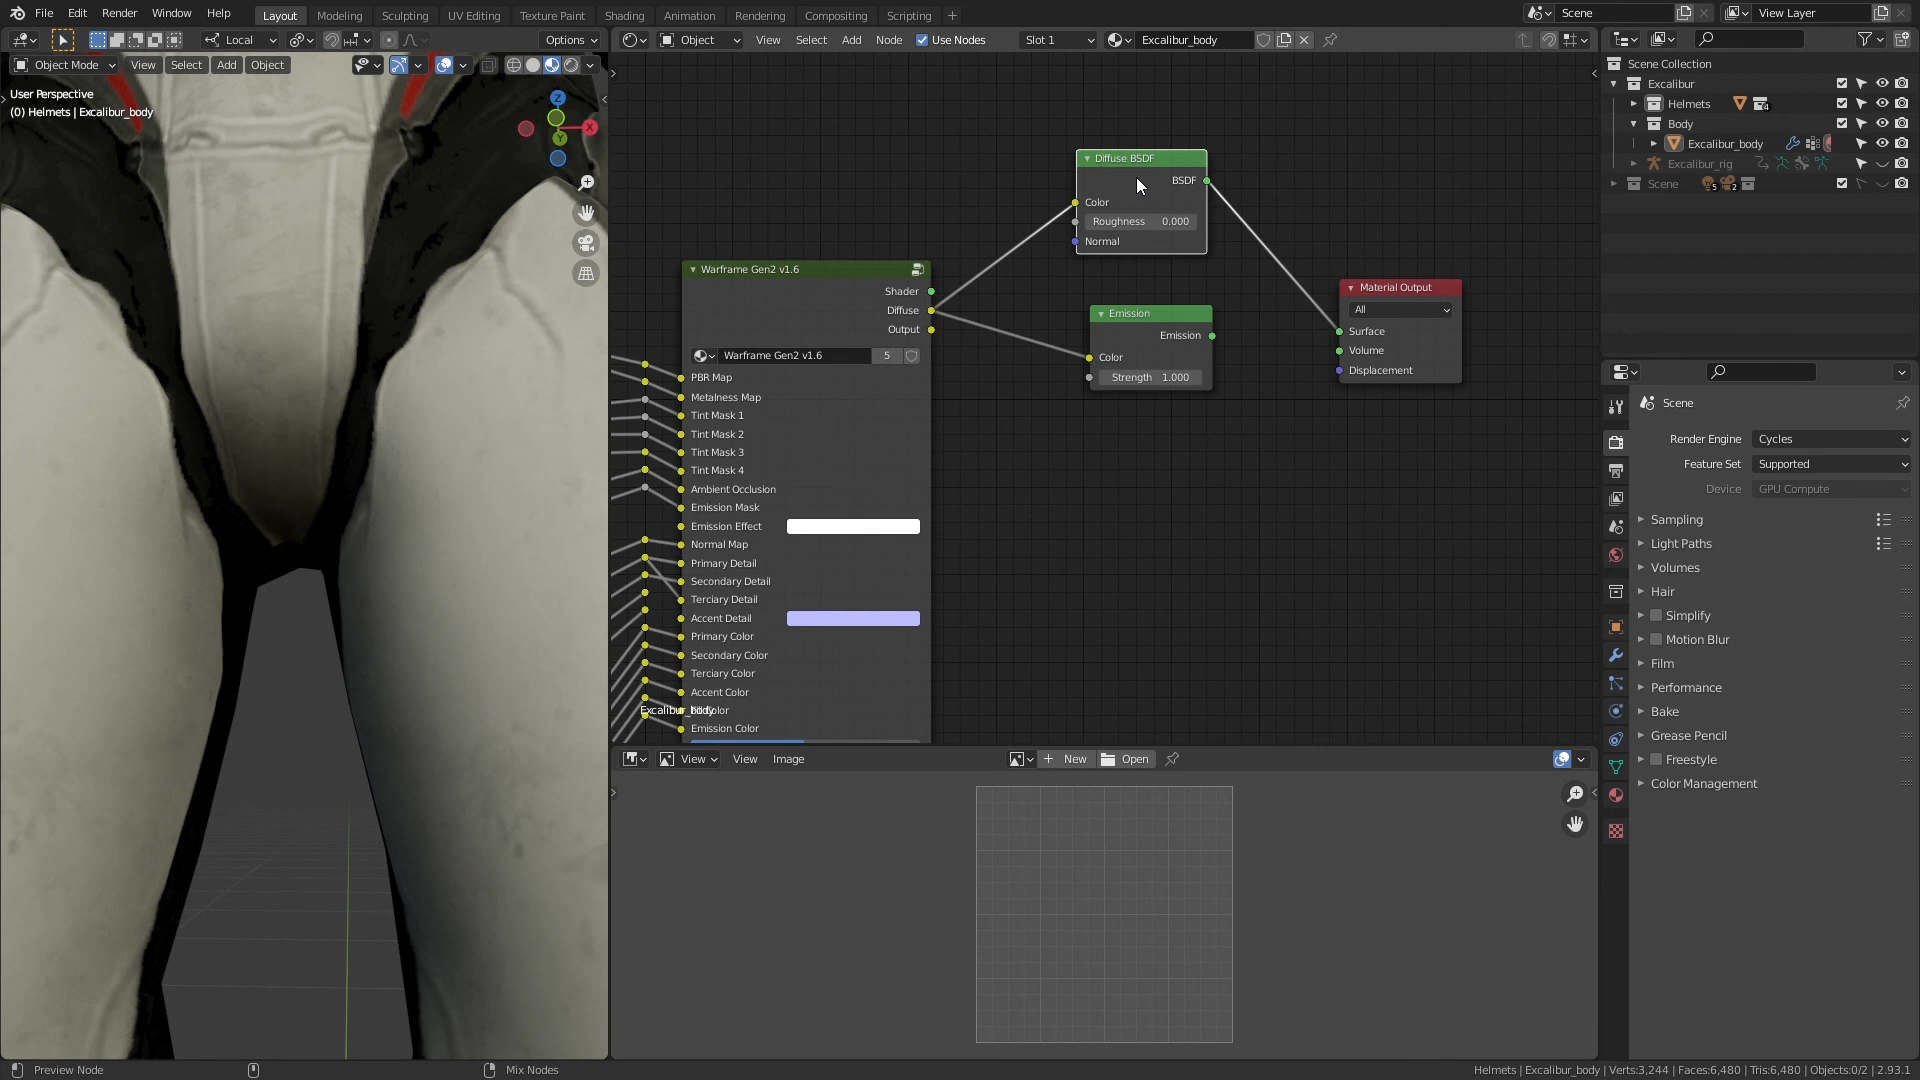 File Edit Render Window Help Layout Modeling Sculpting UV Editing Texture Paint Shading Animation Rendering Compositing Scripting + Scene View Layer
Local Options Object View Select Add Node Use Nodes Slot 1 Excalibur_body
Object Mode View Select Add Object
User Perspective
(0) Helmets | Excalibur_body
Z
X
Y
Diffuse BSDF
BSDF
Color
Roughness 0.000
Normal
Warframe Gen2 v1.6
Shader
Diffuse
Output
Warframe Gen2 v1.6 5
PBR Map
Metalness Map
Tint Mask 1
Tint Mask 2
Tint Mask 3
Tint Mask 4
Ambient Occlusion
Emission Mask
Emission Effect
Normal Map
Primary Detail
Secondary Detail
Terciary Detail
Accent Detail
Primary Color
Secondary Color
Terciary Color
Accent Color
Excalibur_body
Emission Color
Emission
Emission
Color
Strength 1.000
Material Output
All
Surface
Volume
Displacement
View View Image New Open
Scene Collection
Excalibur
Helmets 4
Body
Excalibur_body
Excalibur_rig
Scene 5 2
Scene
Render Engine Cycles
Feature Set Supported
Device GPU Compute
Sampling
Light Paths
Volumes
Hair
Simplify
Motion Blur
Film
Performance
Bake
Grease Pencil
Freestyle
Color Management
Preview Node Mix Nodes Helmets | Excalibur_body | Verts:3,244 | Faces:6,480 | Tris:6,480 | Objects:0/2 | 2.93.1